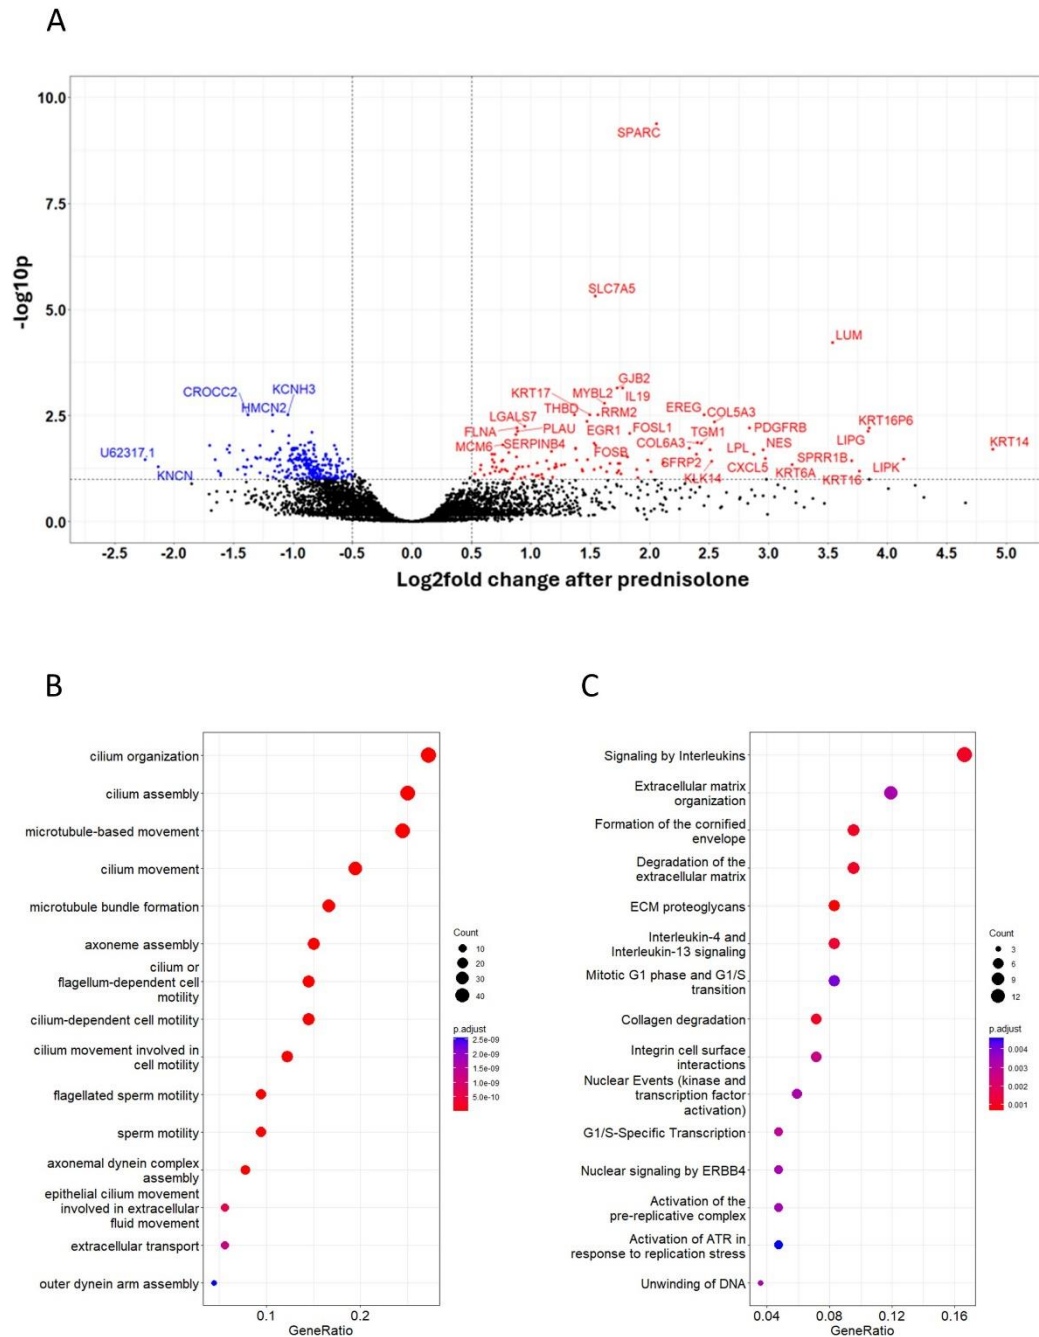 A
10.0
7.5
5.0
2.5
0.0
-log10p
SPARC
SLC7A5
LUM
GJB2
CROCC2
KCNH3
KRT17
MYBL2
IL19
HMCN2
THBD
RRM2
EREG
COL5A3
LGALS7
KRT16P6
FLNA
PLAU
EGR1
FOSL1
TGM1
PDGFRB
MCM6
SERPINB4
COL6A3
LIPG
KRT14
U62317.1
FOSB
LPL
NES
SFRP2
SPRR1B
KNCN
CXCL5
LIPK
KLK14
KRT6A
KRT16
-2.5 -2.0 -1.5 -1.0 -0.5 0.0 0.5 1.0 1.5 2.0 2.5 3.0 3.5 4.0 4.5 5.0
Log2fold change after prednisolone
B
cilium organization
cilium assembly
microtubule-based movement
cilium movement
microtubule bundle formation
axoneme assembly
cilium or
flagellum-dependent cell
motility
cilium-dependent cell motility
cilium movement involved in
cell motility
flagellated sperm motility
sperm motility
axonemal dynein complex
assembly
epithelial cilium movement
involved in extracellular
fluid movement
extracellular transport
outer dynein arm assembly
0.1 0.2
GeneRatio
Count
10
20
30
40
p.adjust
2.5e-09
2.0e-09
1.5e-09
1.0e-09
5.0e-10
C
Signaling by Interleukins
Extracellular matrix
organization
Formation of the cornified
envelope
Degradation of the
extracellular matrix
ECM proteoglycans
Interleukin-4 and
Interleukin-13 signaling
Mitotic G1 phase and G1/S
transition
Collagen degradation
Integrin cell surface
interactions
Nuclear Events (kinase and
transcription factor
activation)
G1/S-Specific Transcription
Nuclear signaling by ERBB4
Activation of the
pre-replicative complex
Activation of ATR in
response to replication stress
Unwinding of DNA
0.04 0.08 0.12 0.16
GeneRatio
Count
3
6
9
12
p.adjust
0.004
0.003
0.002
0.001